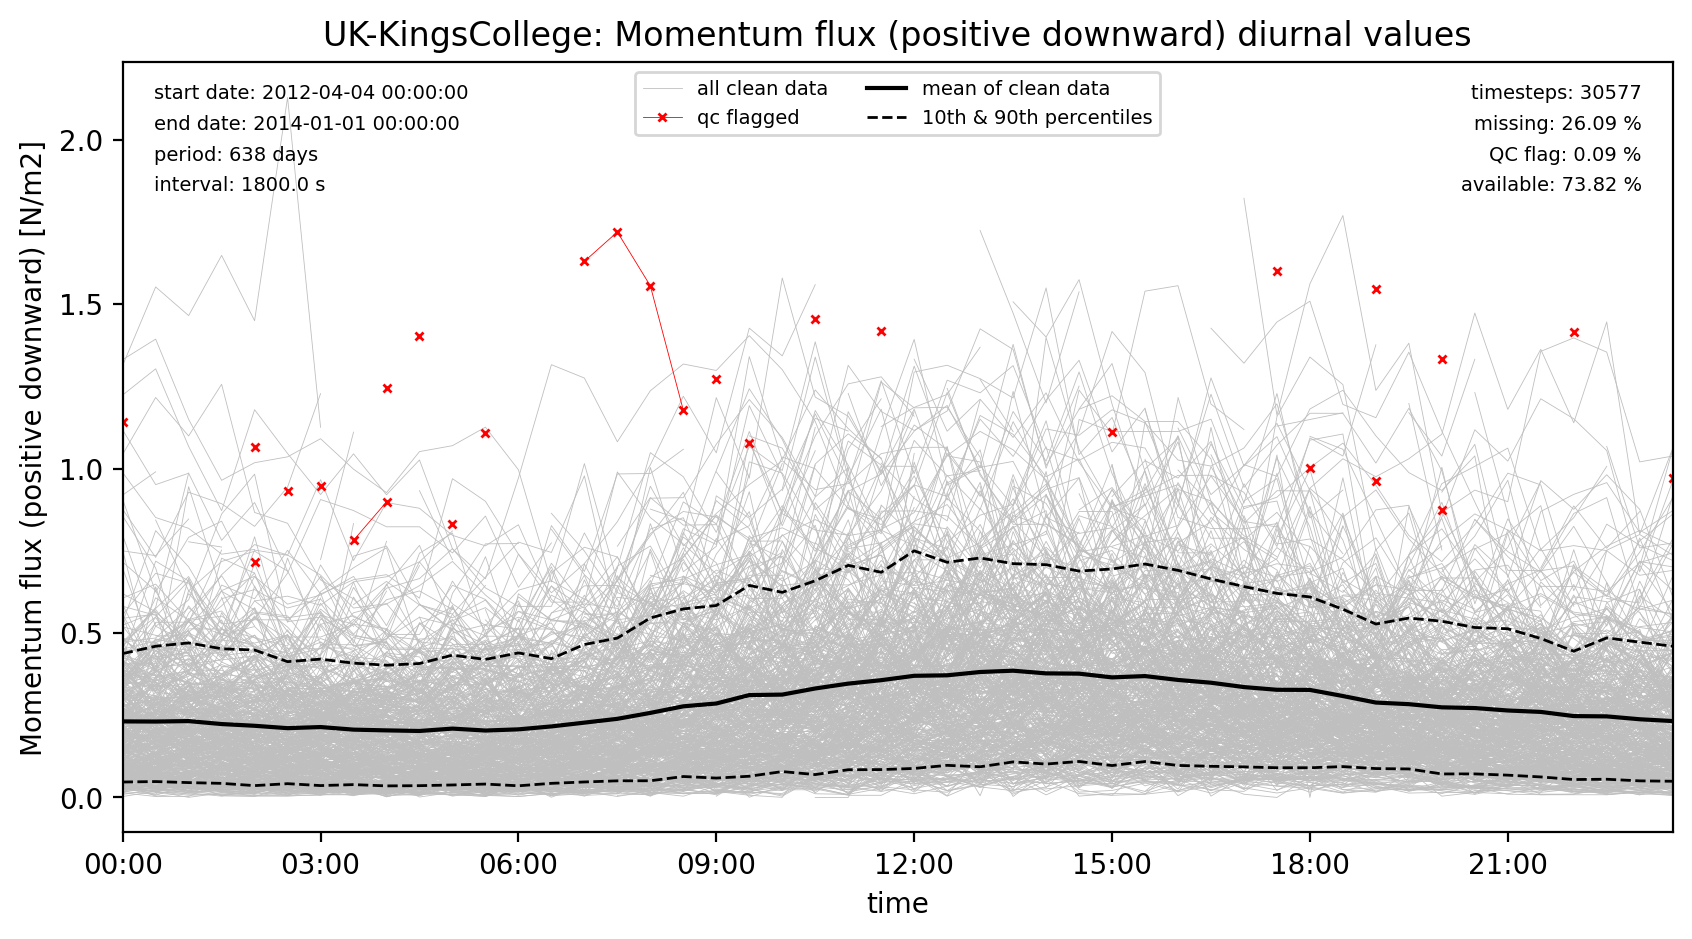 UK-KingsCollege: Momentum flux (positive downward) diurnal values
start date: 2012-04-04 00:00:00
end date: 2014-01-01 00:00:00
period: 638 days
interval: 1800.0 s
all clean data
qc flagged
mean of clean data
10th & 90th percentiles
timesteps: 30577
missing: 26.09 %
QC flag: 0.09 %
available: 73.82 %
Momentum flux (positive downward) [N/m2]
2.0
1.5
1.0
0.5
0.0
00:00
03:00
06:00
09:00
12:00
15:00
18:00
21:00
time